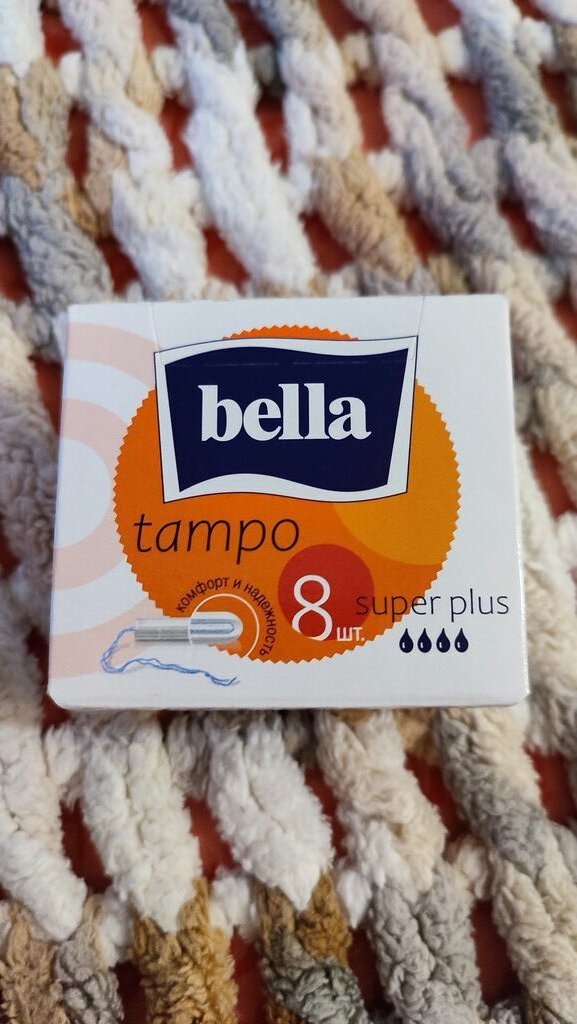 bella
tampo
комфорт и надежность
8 шт.
super plus